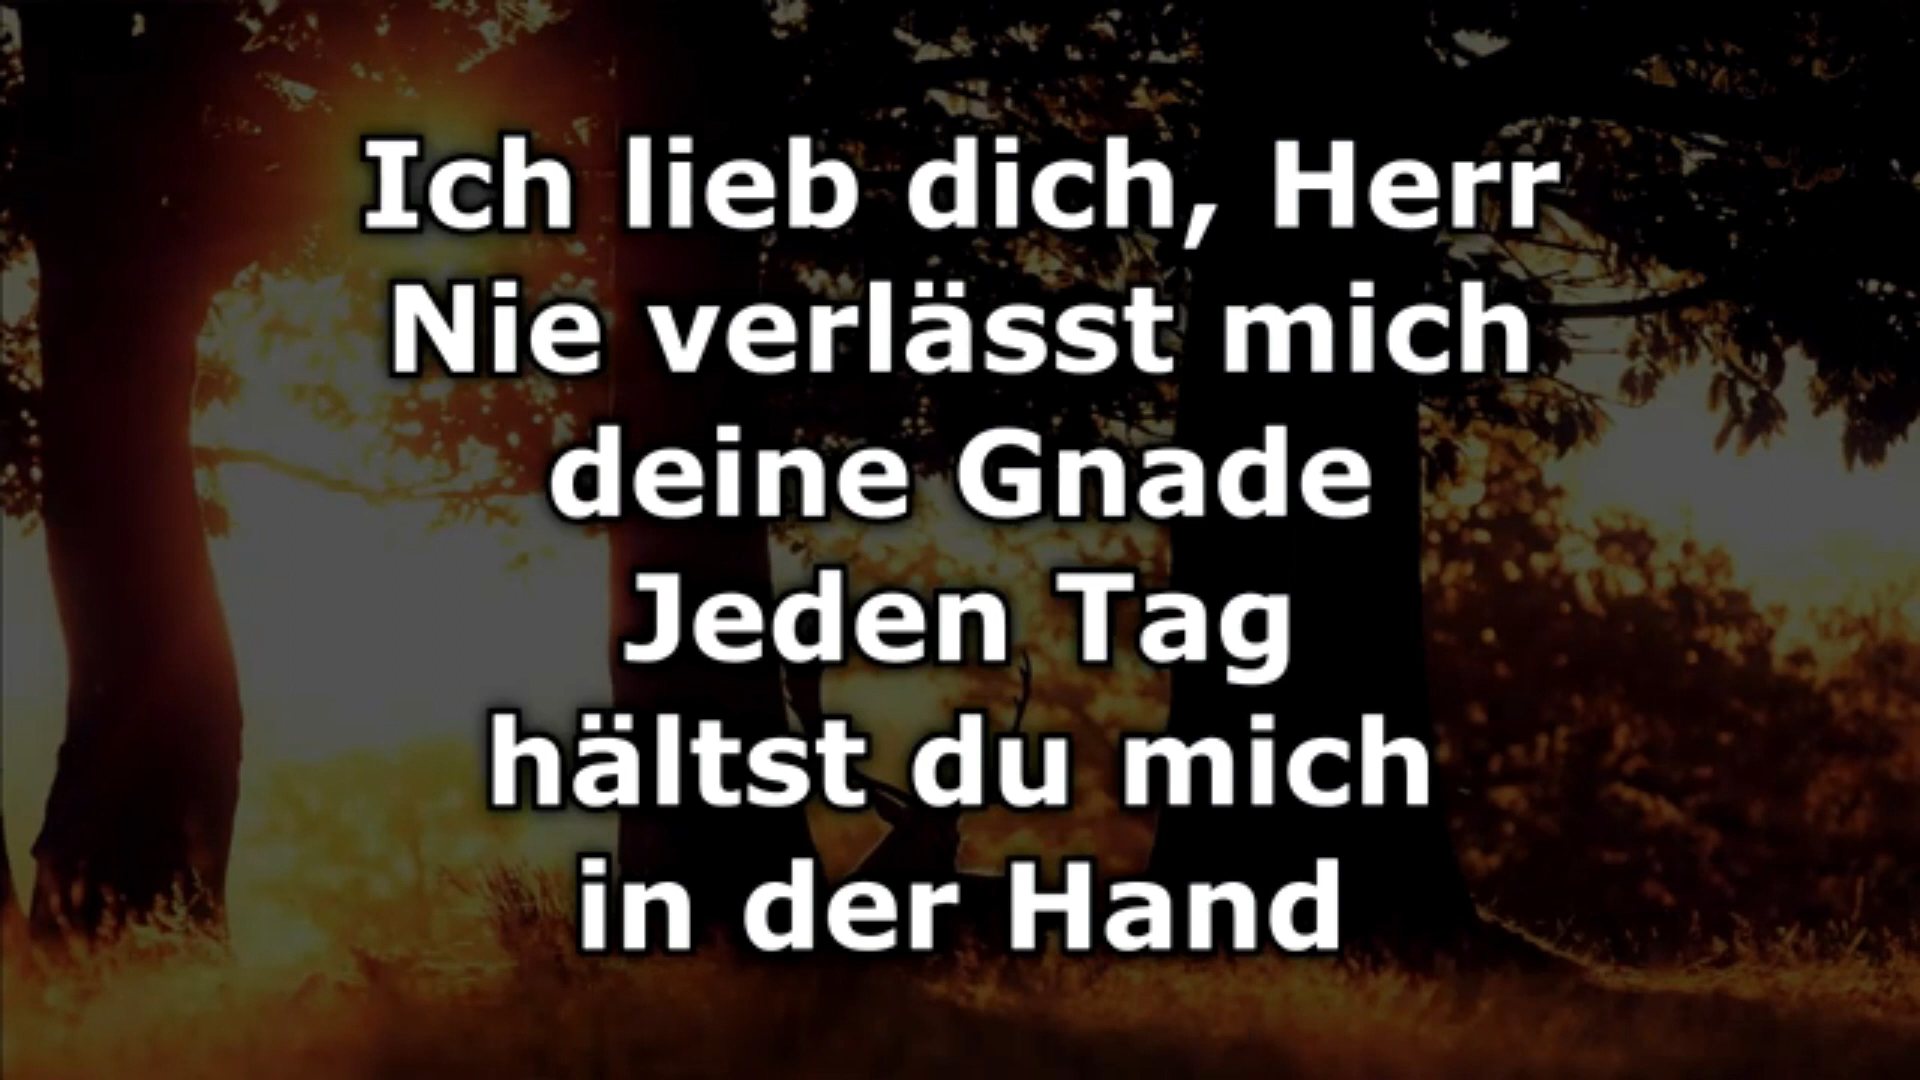 Ich lieb dich, Herr
Nie verlässt mich
deine Gnade
Jeden Tag
hältst du mich
in der Hand